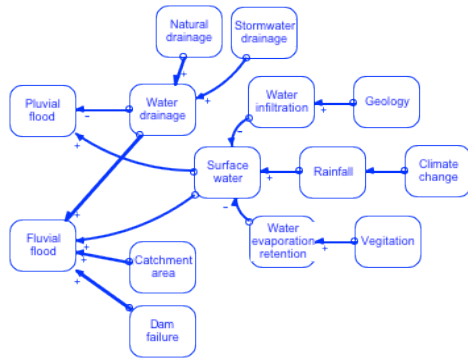 Natural
drainage
Stormwater
drainage
+
+
Pluvial
flood
-
Water
drainage
Water
infiltration
+
Geology
+
-
Surface
water
+
Rainfall
+
Climate
change
-
Fluvial
flood
+
+
+
+
Catchment
area
Water
evaporation
retention
+
Vegitation
Dam
failure